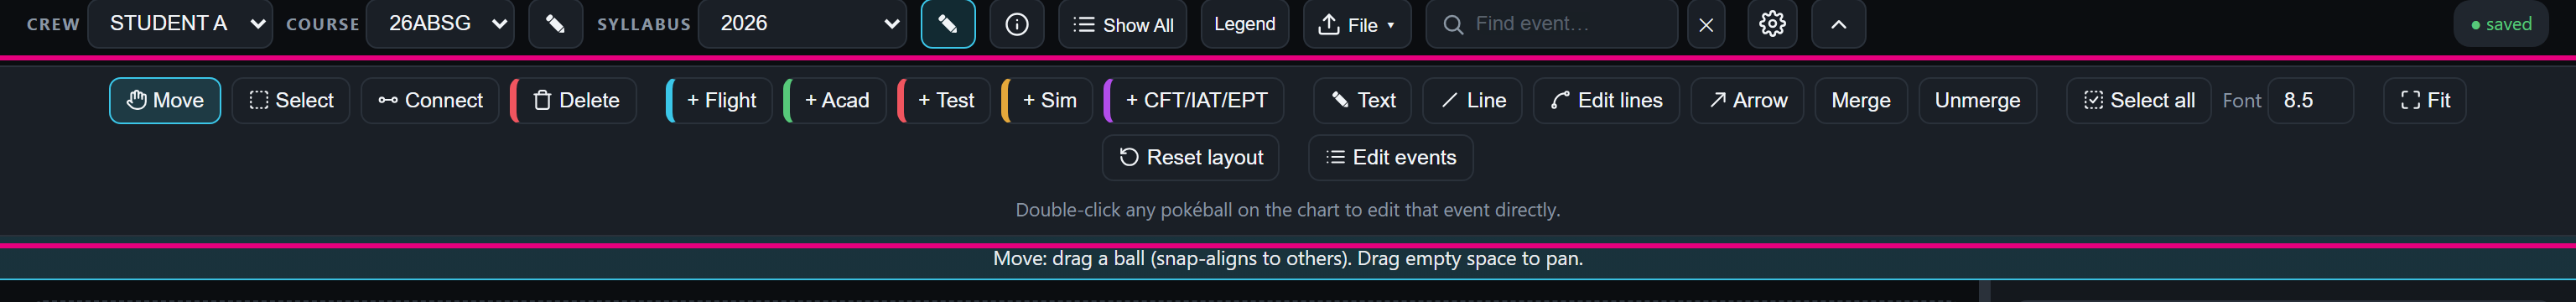 CREW STUDENT A COURSE 26ABSG SYLLABUS 2026 Show All Legend File Find event... saved
Move Select Connect Delete + Flight + Acad + Test + Sim + CFT/IAT/EPT Text Line Edit lines Arrow Merge Unmerge Select all Font 8.5 Fit
Reset layout Edit events
Double-click any pokéball on the chart to edit that event directly.
Move: drag a ball (snap-aligns to others). Drag empty space to pan.